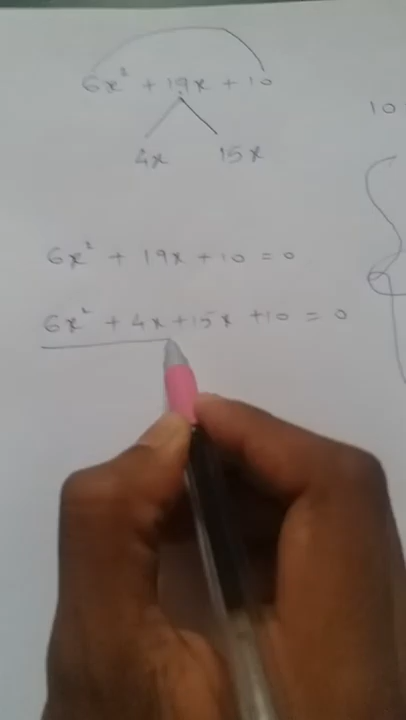 6x² + 19x + 10
4x 15x
10
6x² + 19x + 10 = 0
6x² + 4x + 15x + 10 = 0